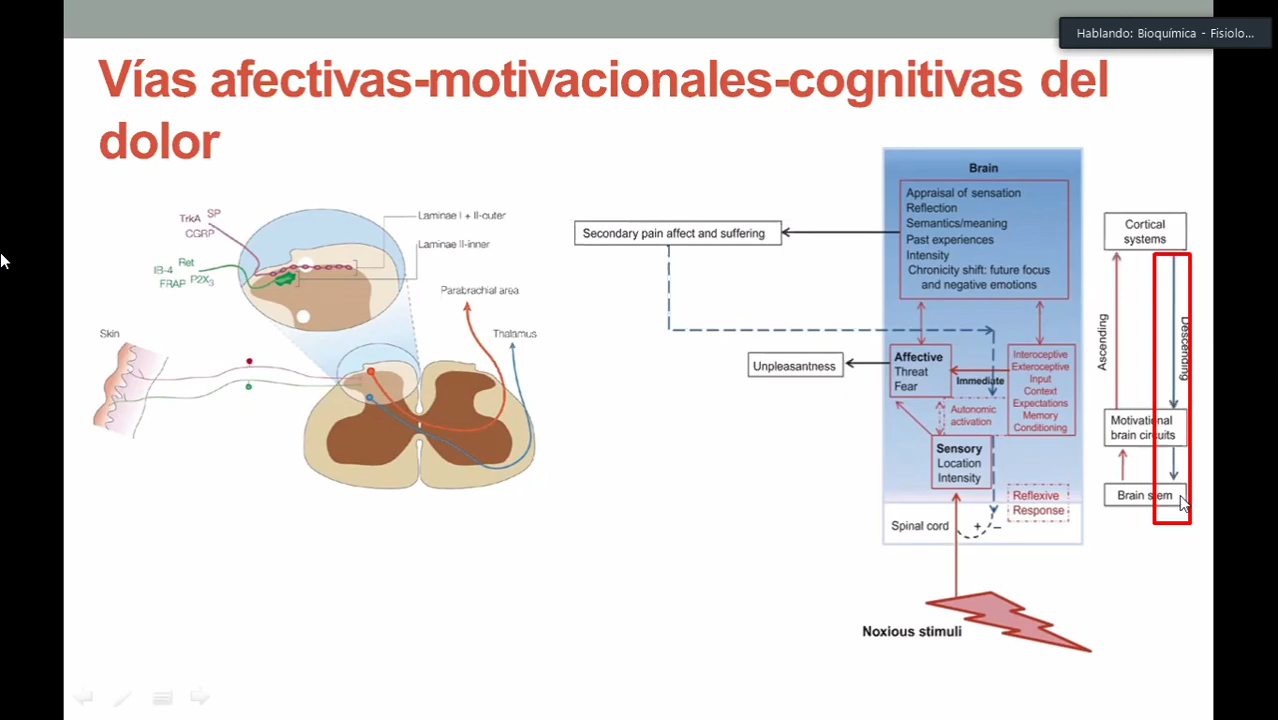 Hablando: Bioquímica - Fisiolo...
Vías afectivas-motivacionales-cognitivas del
dolor
TrkA SP
CGRP
Ret
IB-4
FRAP P2X3
Laminae I + II-outer
Laminae II-inner
Parabrachial area
Thalamus
Skin
Secondary pain affect and suffering
Unpleasantness
Brain
Appraisal of sensation
Reflection
Semantics/meaning
Past experiences
Intensity
Chronicity shift: future focus
and negative emotions
Affective
Threat
Fear
Immediate
Interoceptive
Exteroceptive
Input
Context
Expectations
Memory
Conditioning
Autonomic
activation
Sensory
Location
Intensity
Reflexive
Response
Spinal cord
+ −
Noxious stimuli
Cortical
systems
Ascending
Descending
Motivational
brain circuits
Brain stem